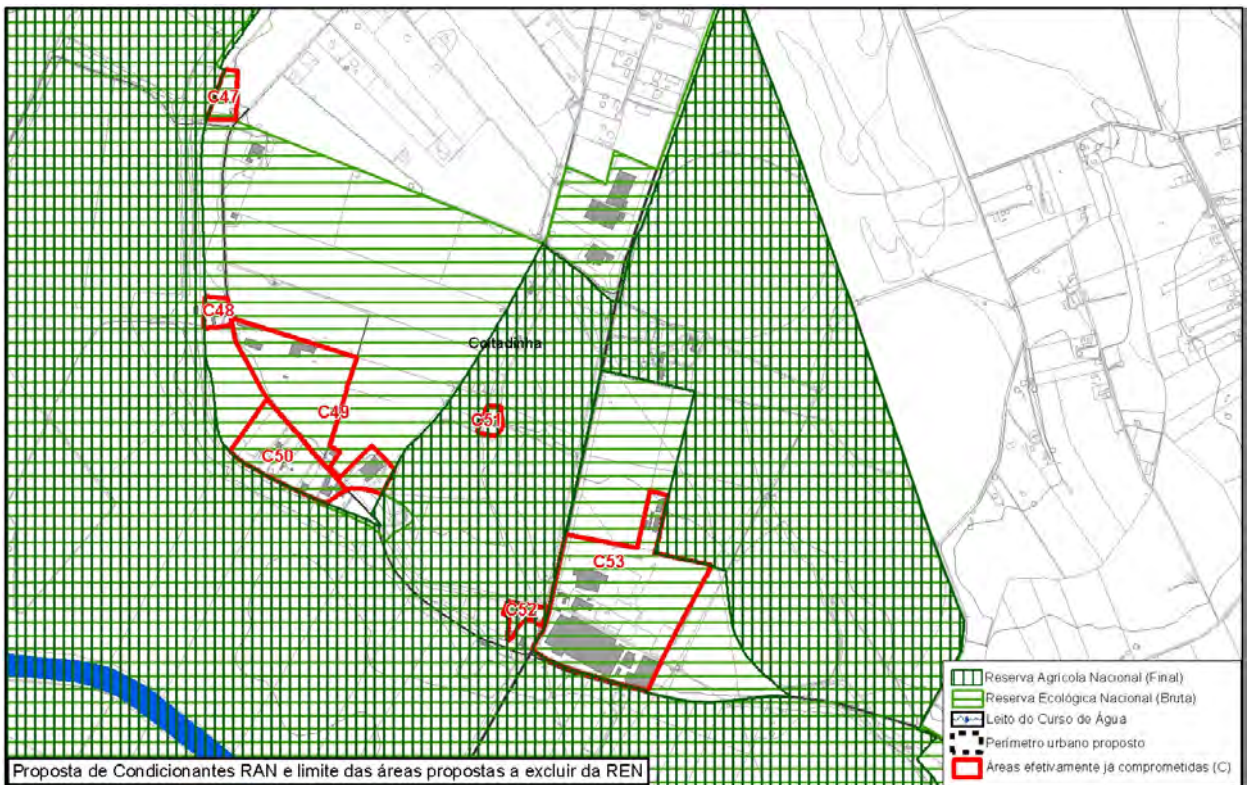 C47
C48
Coitadinha
C49
C51
C50
C53
C52
Reserva Agrícola Nacional (Final)
Reserva Ecológica Nacional (Bruta)
Leito do Curso de Água
Perímetro urbano proposto
Áreas efetivamente já comprometidas (C)
Proposta de Condicionantes RAN e limite das áreas propostas a excluir da REN